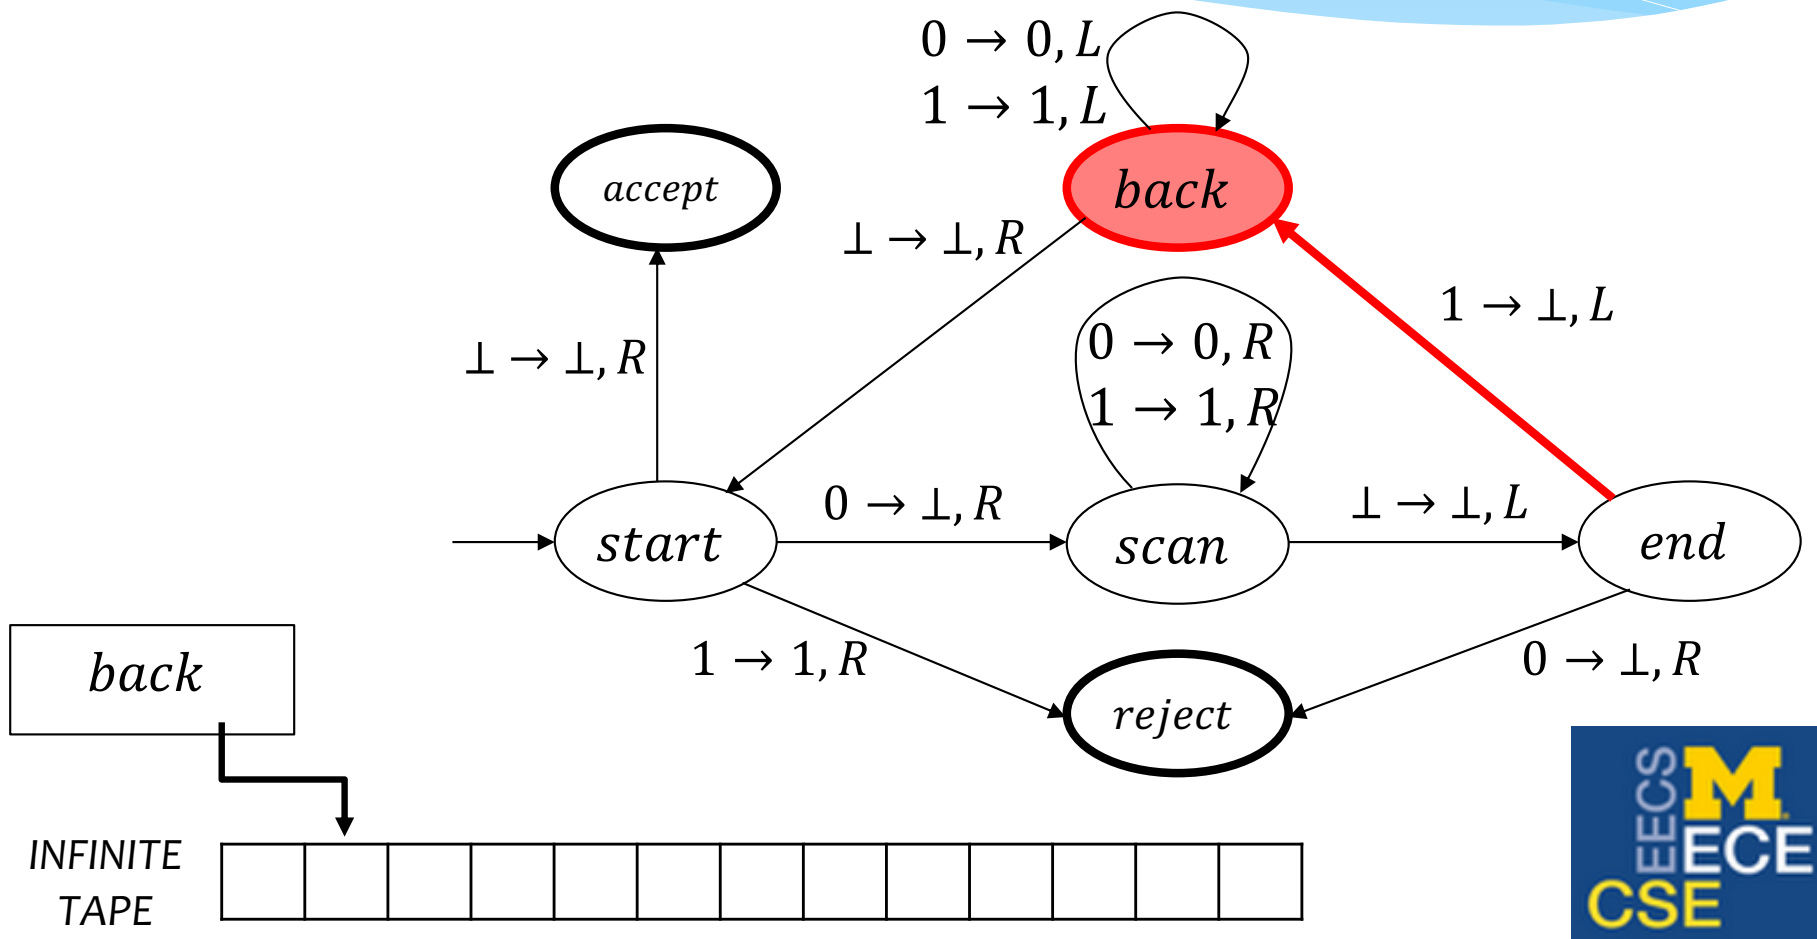 0 → 0, L
1 → 1, L
accept
back
⊥ → ⊥, R
1 → ⊥, L
⊥ → ⊥, R
0 → 0, R
1 → 1, R
0 → ⊥, R
⊥ → ⊥, L
start
scan
end
1 → 1, R
0 → ⊥, R
back
reject
INFINITE
TAPE
EECS
M
ECE
CSE